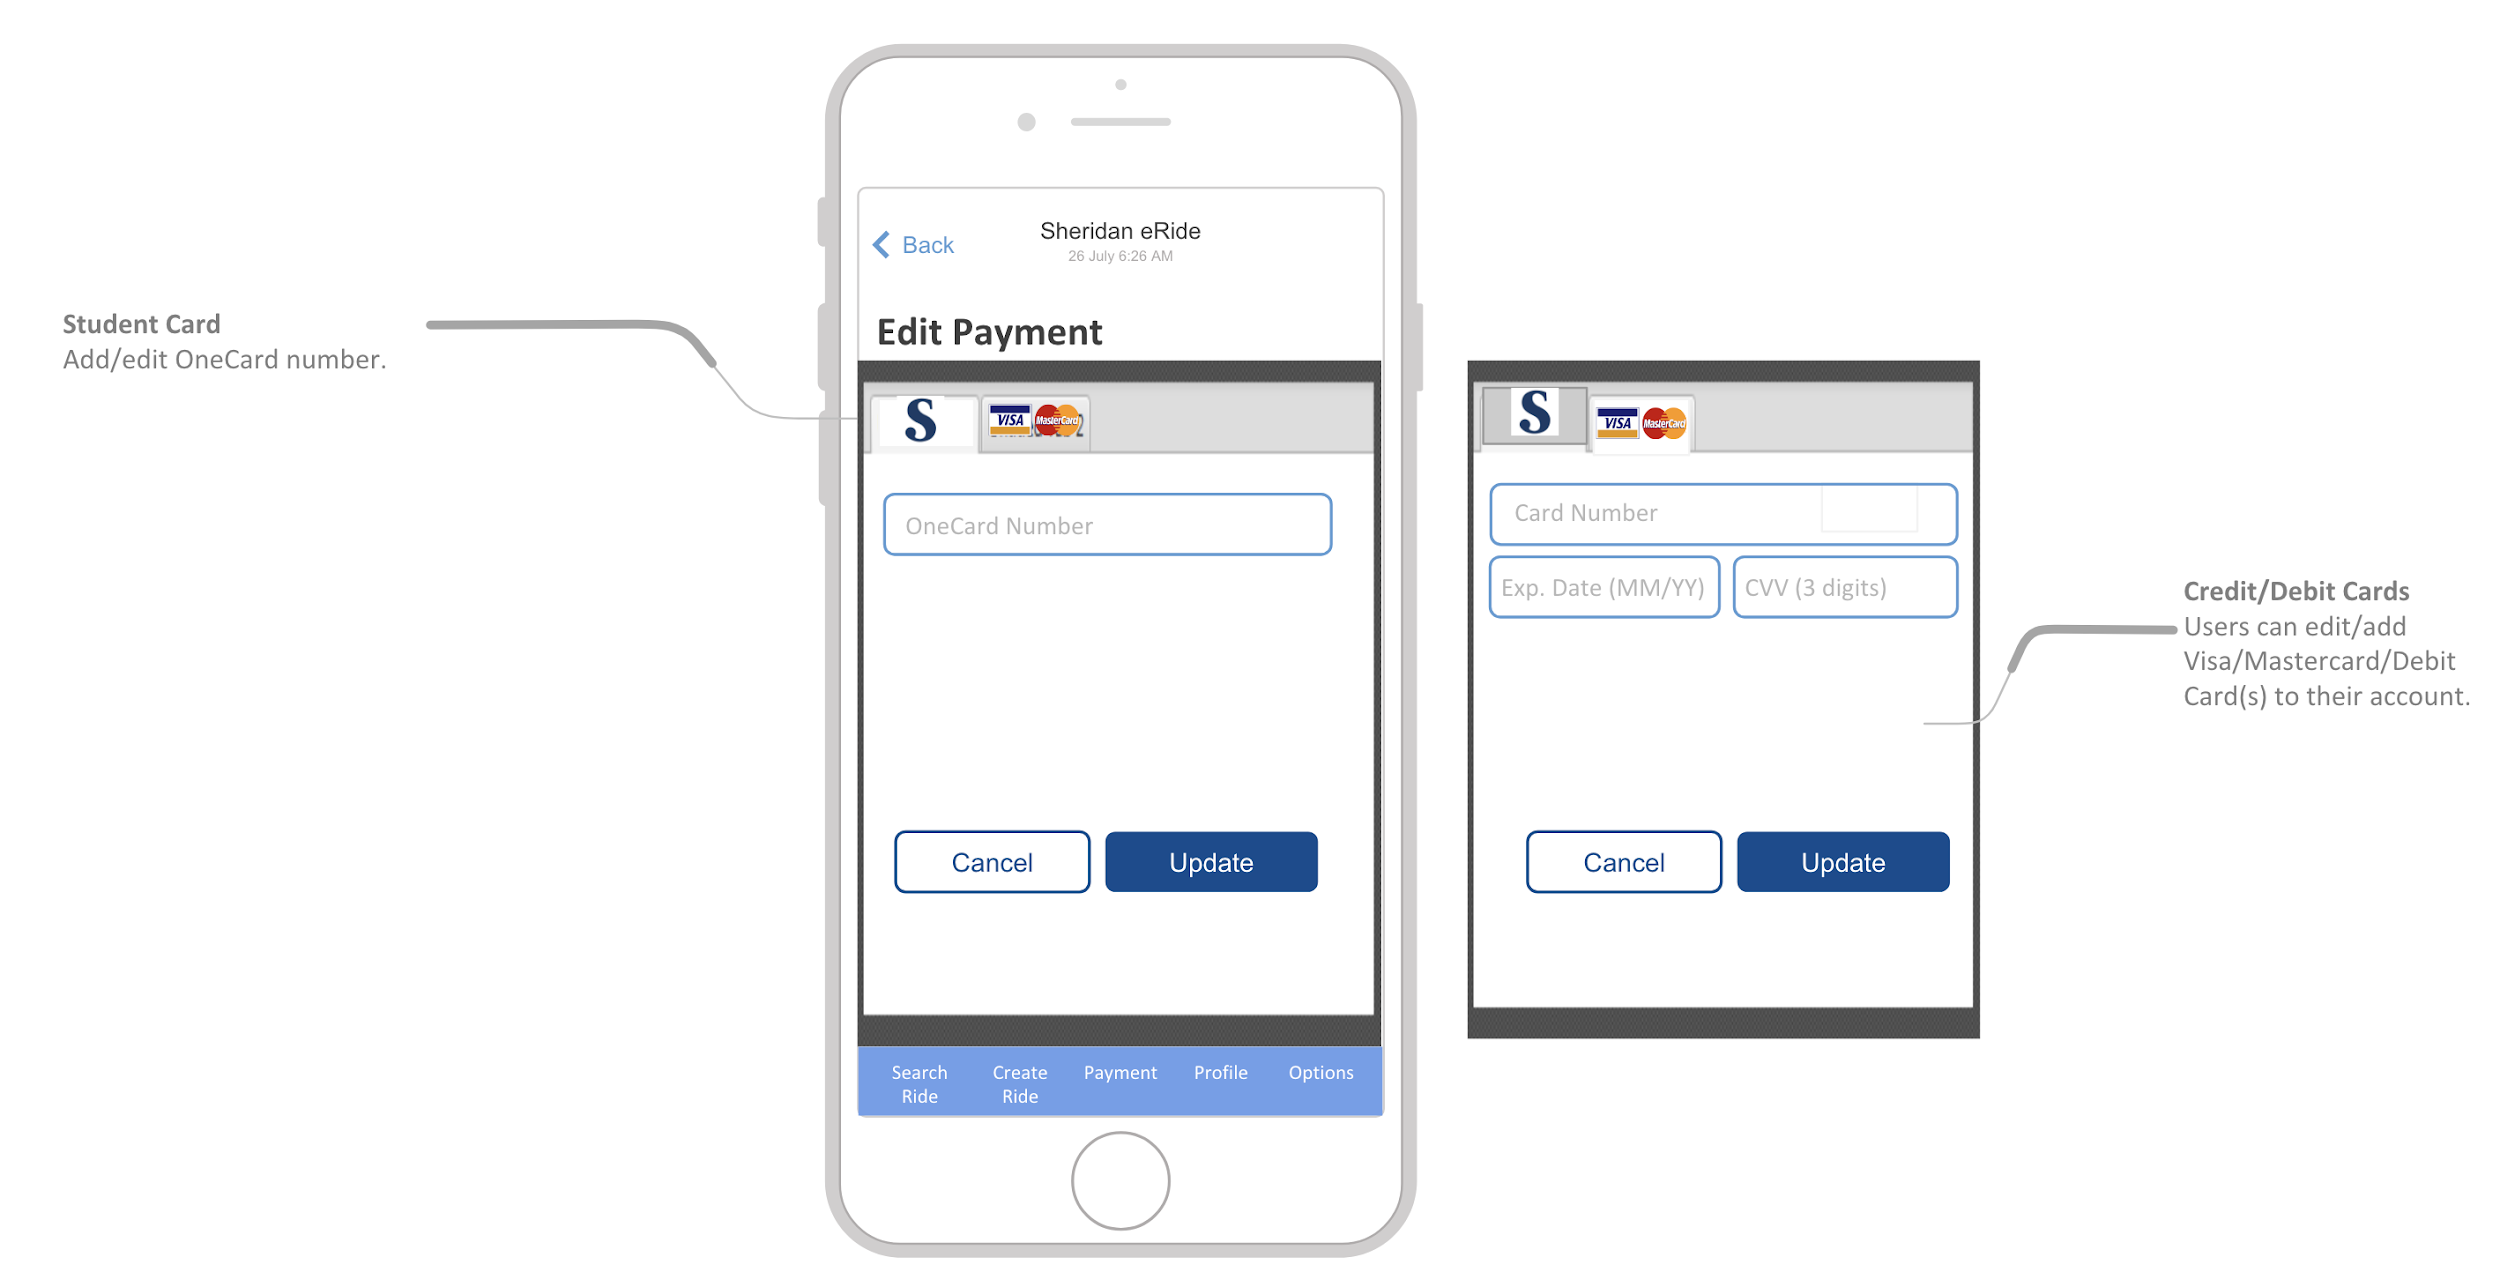 Sheridan eRide
26 July 6:26 AM
Back
Edit Payment
Student Card
Add/edit OneCard number.
S
VISA
MasterCard
OneCard Number
Cancel
Update
Search
Ride
Create
Ride
Payment
Profile
Options
S
VISA
MasterCard
Card Number
Exp. Date (MM/YY)
CVV (3 digits)
Cancel
Update
Credit/Debit Cards
Users can edit/add
Visa/Mastercard/Debit
Card(s) to their account.